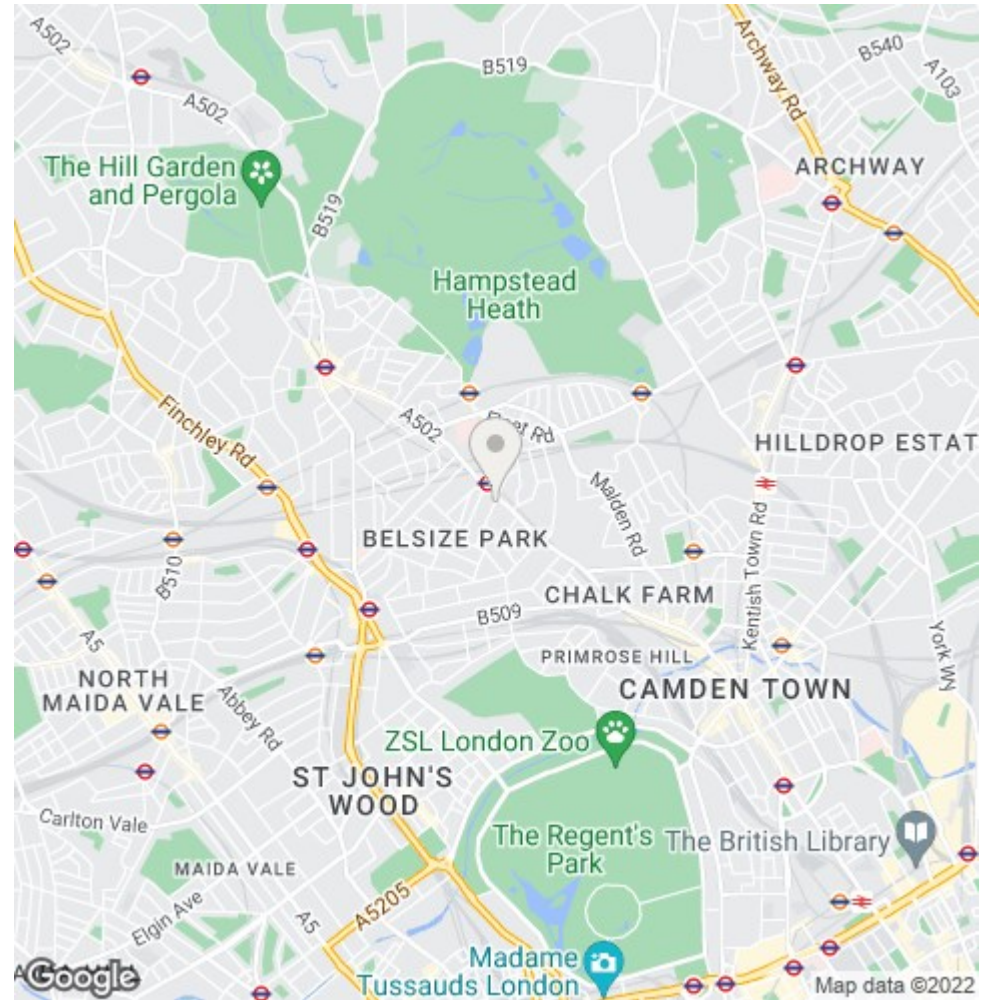 A502
B519
Archway Rd
B540
A103
A502
The Hill Garden
and Pergola
B519
ARCHWAY
Hampstead
Heath
Finchley Rd
A502
Rd
HILLDROP ESTAT
Malden Rd
BELSIZE PARK
B510
Kentish Town Rd
CHALK FARM
B509
A5
PRIMROSE HILL
York Wy
NORTH
MAIDA VALE
Abbey Rd
CAMDEN TOWN
ZSL London Zoo
ST JOHN'S
WOOD
Carlton Vale
The Regent's
Park
The British Library
MAIDA VALE
Elgin Ave
A5
A5205
Madame
Tussauds London
Google
Map data ©2022